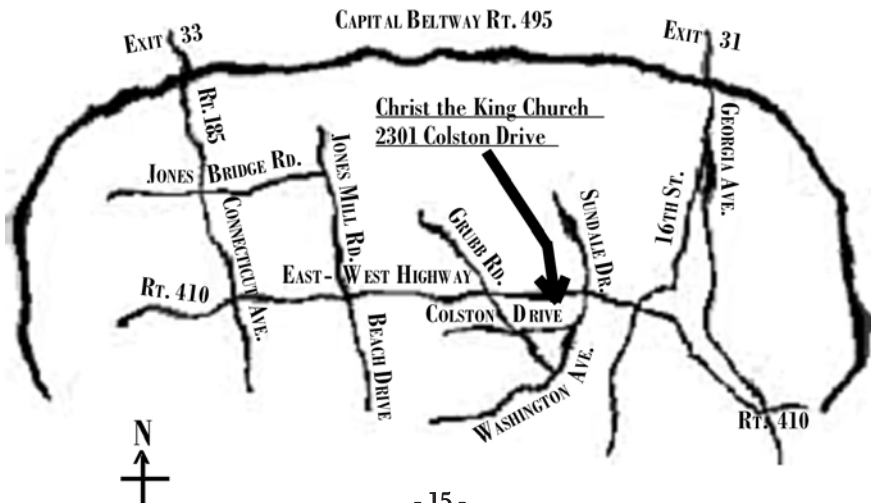 CAPITAL BELTWAY RT. 495
EXIT 33
EXIT 31
RT. 185
Christ the King Church
2301 Colston Drive
GEORGIA AVE.
JONES BRIDGE RD.
JONES MILL RD.
16TH ST.
SUNDALE DR.
GRUBB RD.
CONNECTICUT AVE.
EAST-WEST HIGHWAY
RT. 410
COLSTON DRIVE
BEACH DRIVE
WASHINGTON AVE.
RT. 410
N
- 15 -